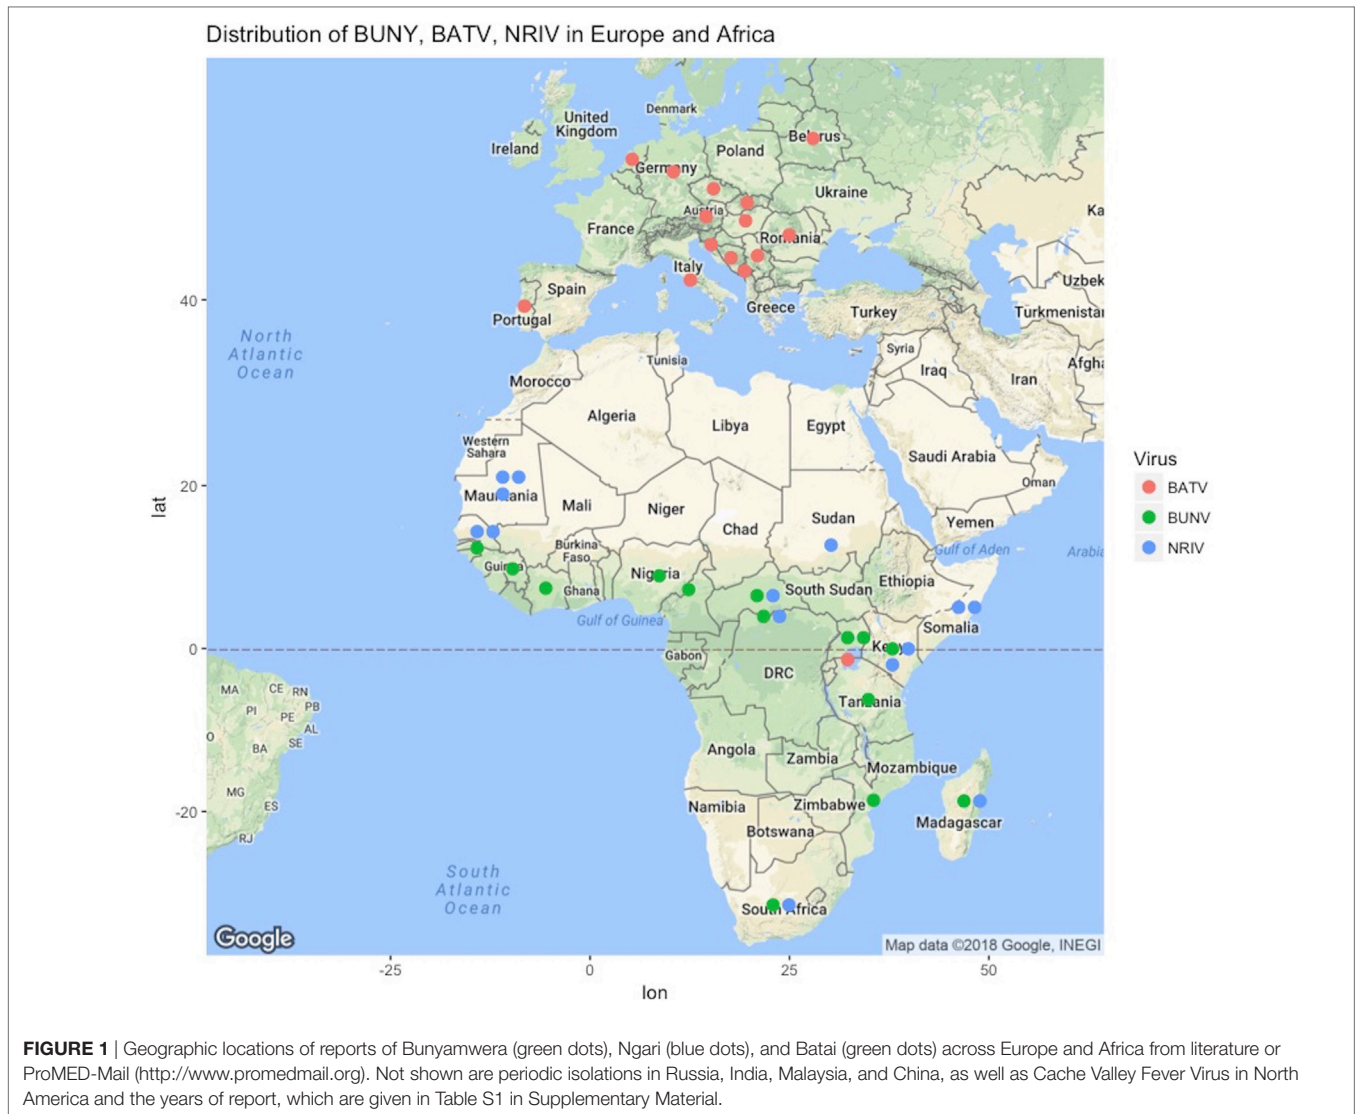 Distribution of BUNY, BATV, NRIV in Europe and Africa
Denmark
United
Kingdom
Ireland
Belarus
Poland
Germany
Ukraine
Austria
France
Romania
Ka
Italy
Uzbek
Spain
Greece
Portugal
Turkey
Turkmenistar
40
North
Atlantic
Ocean
Tunisia
Syria
Iraq
Afgha
Iran
Morocco
Algeria
Libya
Egypt
Western
Sahara
Saudi Arabia
Oman
20
Mauritania
Mali
Niger
Chad
Sudan
Yemen
Gulf of Aden
Arabia
Burkina
Faso
Guinea
Ghana
Nigeria
South Sudan
Ethiopia
Gulf of Guinea
Somalia
0
Kenya
Gabon
DRC
Tanzania
MA
CE
RN
PB
PI
PE
AL
O
BA
SE
MG
ES
RJ
Angola
Zambia
Mozambique
-20
Namibia
Zimbabwe
Botswana
Madagascar
South
Atlantic
Ocean
South Africa
Google
Map data ©2018 Google, INEGI
-25
0
25
50
lon
lat
Virus
BATV
BUNV
NRIV
FIGURE 1 | Geographic locations of reports of Bunyamwera (green dots), Ngari (blue dots), and Batai (green dots) across Europe and Africa from literature or
ProMED-Mail (http://www.promedmail.org). Not shown are periodic isolations in Russia, India, Malaysia, and China, as well as Cache Valley Fever Virus in North
America and the years of report, which are given in Table S1 in Supplementary Material.